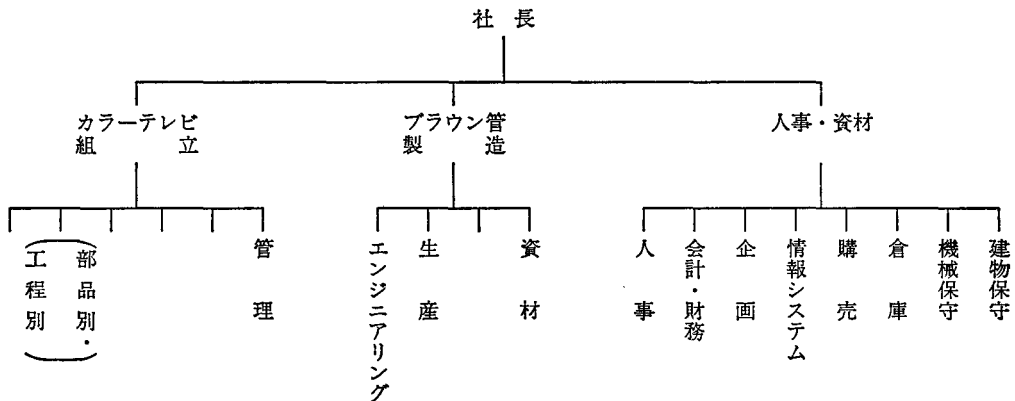 社長
カラーテレビ
組立
ブラウン管
製造
人事・資材
(部品別・
工程別)
管理
エンジニアリング
生産
資材
人事
会計・財務
企画
情報システム
購売
倉庫
機械保守
建物保守